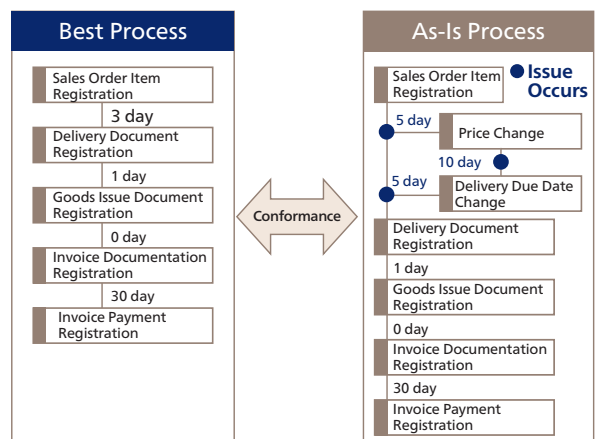 Best Process
Sales Order Item
Registration
3 day
Delivery Document
Registration
1 day
Goods Issue Document
Registration
0 day
Invoice Documentation
Registration
30 day
Invoice Payment
Registration
Conformance
As-Is Process
Sales Order Item
Registration
Issue
Occurs
5 day
Price Change
10 day
5 day
Delivery Due Date
Change
Delivery Document
Registration
1 day
Goods Issue Document
Registration
0 day
Invoice Documentation
Registration
30 day
Invoice Payment
Registration